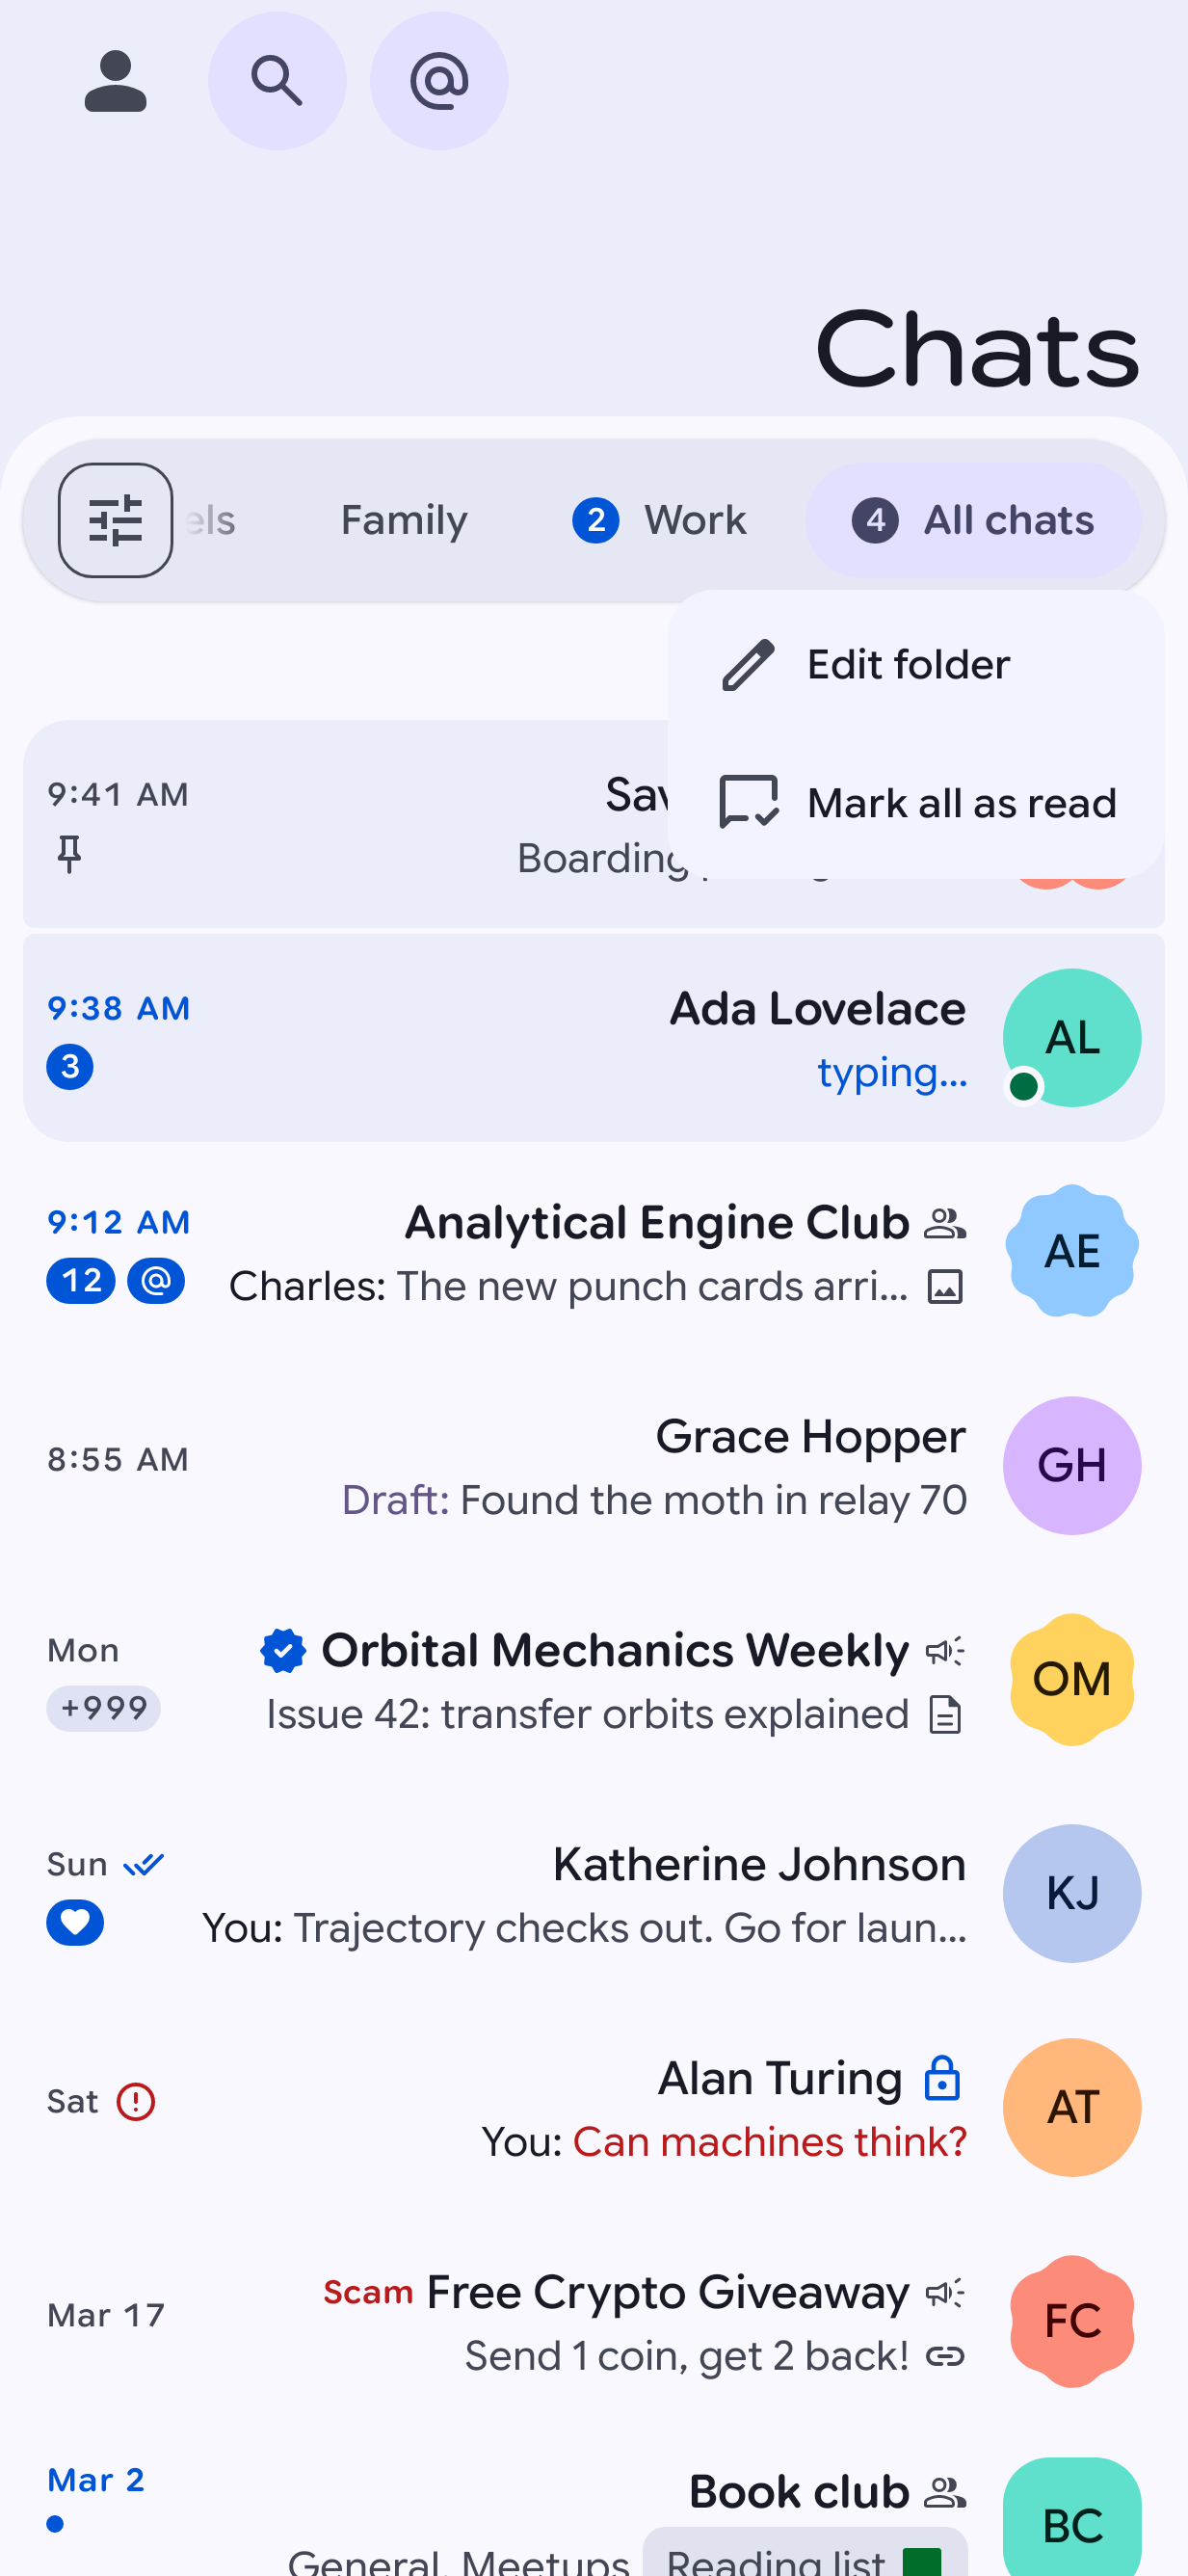 Chats
All chats
4
Work
2
Family
els
Edit folder
Mark all as read
9:41 AM
Boarding
AL
Ada Lovelace
9:38 AM
typing...
3
AE
Analytical Engine Club
9:12 AM
Charles: The new punch cards arri...
12 @
GH
Grace Hopper
8:55 AM
Draft: Found the moth in relay 70
OM
Orbital Mechanics Weekly
Mon
Issue 42: transfer orbits explained
+999
KJ
Katherine Johnson
Sun
You: Trajectory checks out. Go for laun...
AT
Alan Turing
Sat
You: Can machines think?
FC
Free Crypto Giveaway
Scam
Mar 17
Send 1 coin, get 2 back!
BC
Book club
Mar 2
General, Meetups Reading list